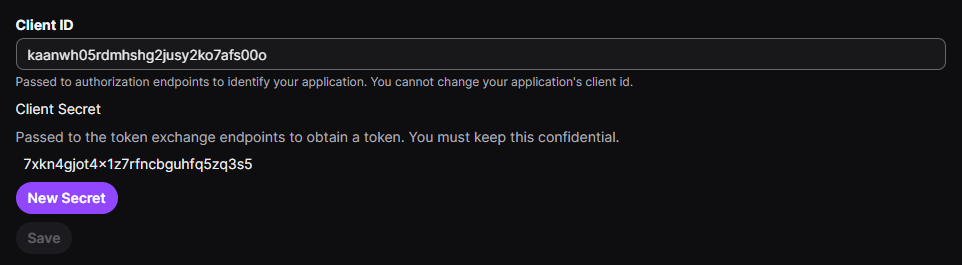 Client ID
kaanwh05rdmhshg2jusy2ko7afs00o
Passed to authorization endpoints to identify your application. You cannot change your application's client id.
Client Secret
Passed to the token exchange endpoints to obtain a token. You must keep this confidential.
7xkn4gjot4x1z7rfncbguhfq5zq3s5
New Secret
Save